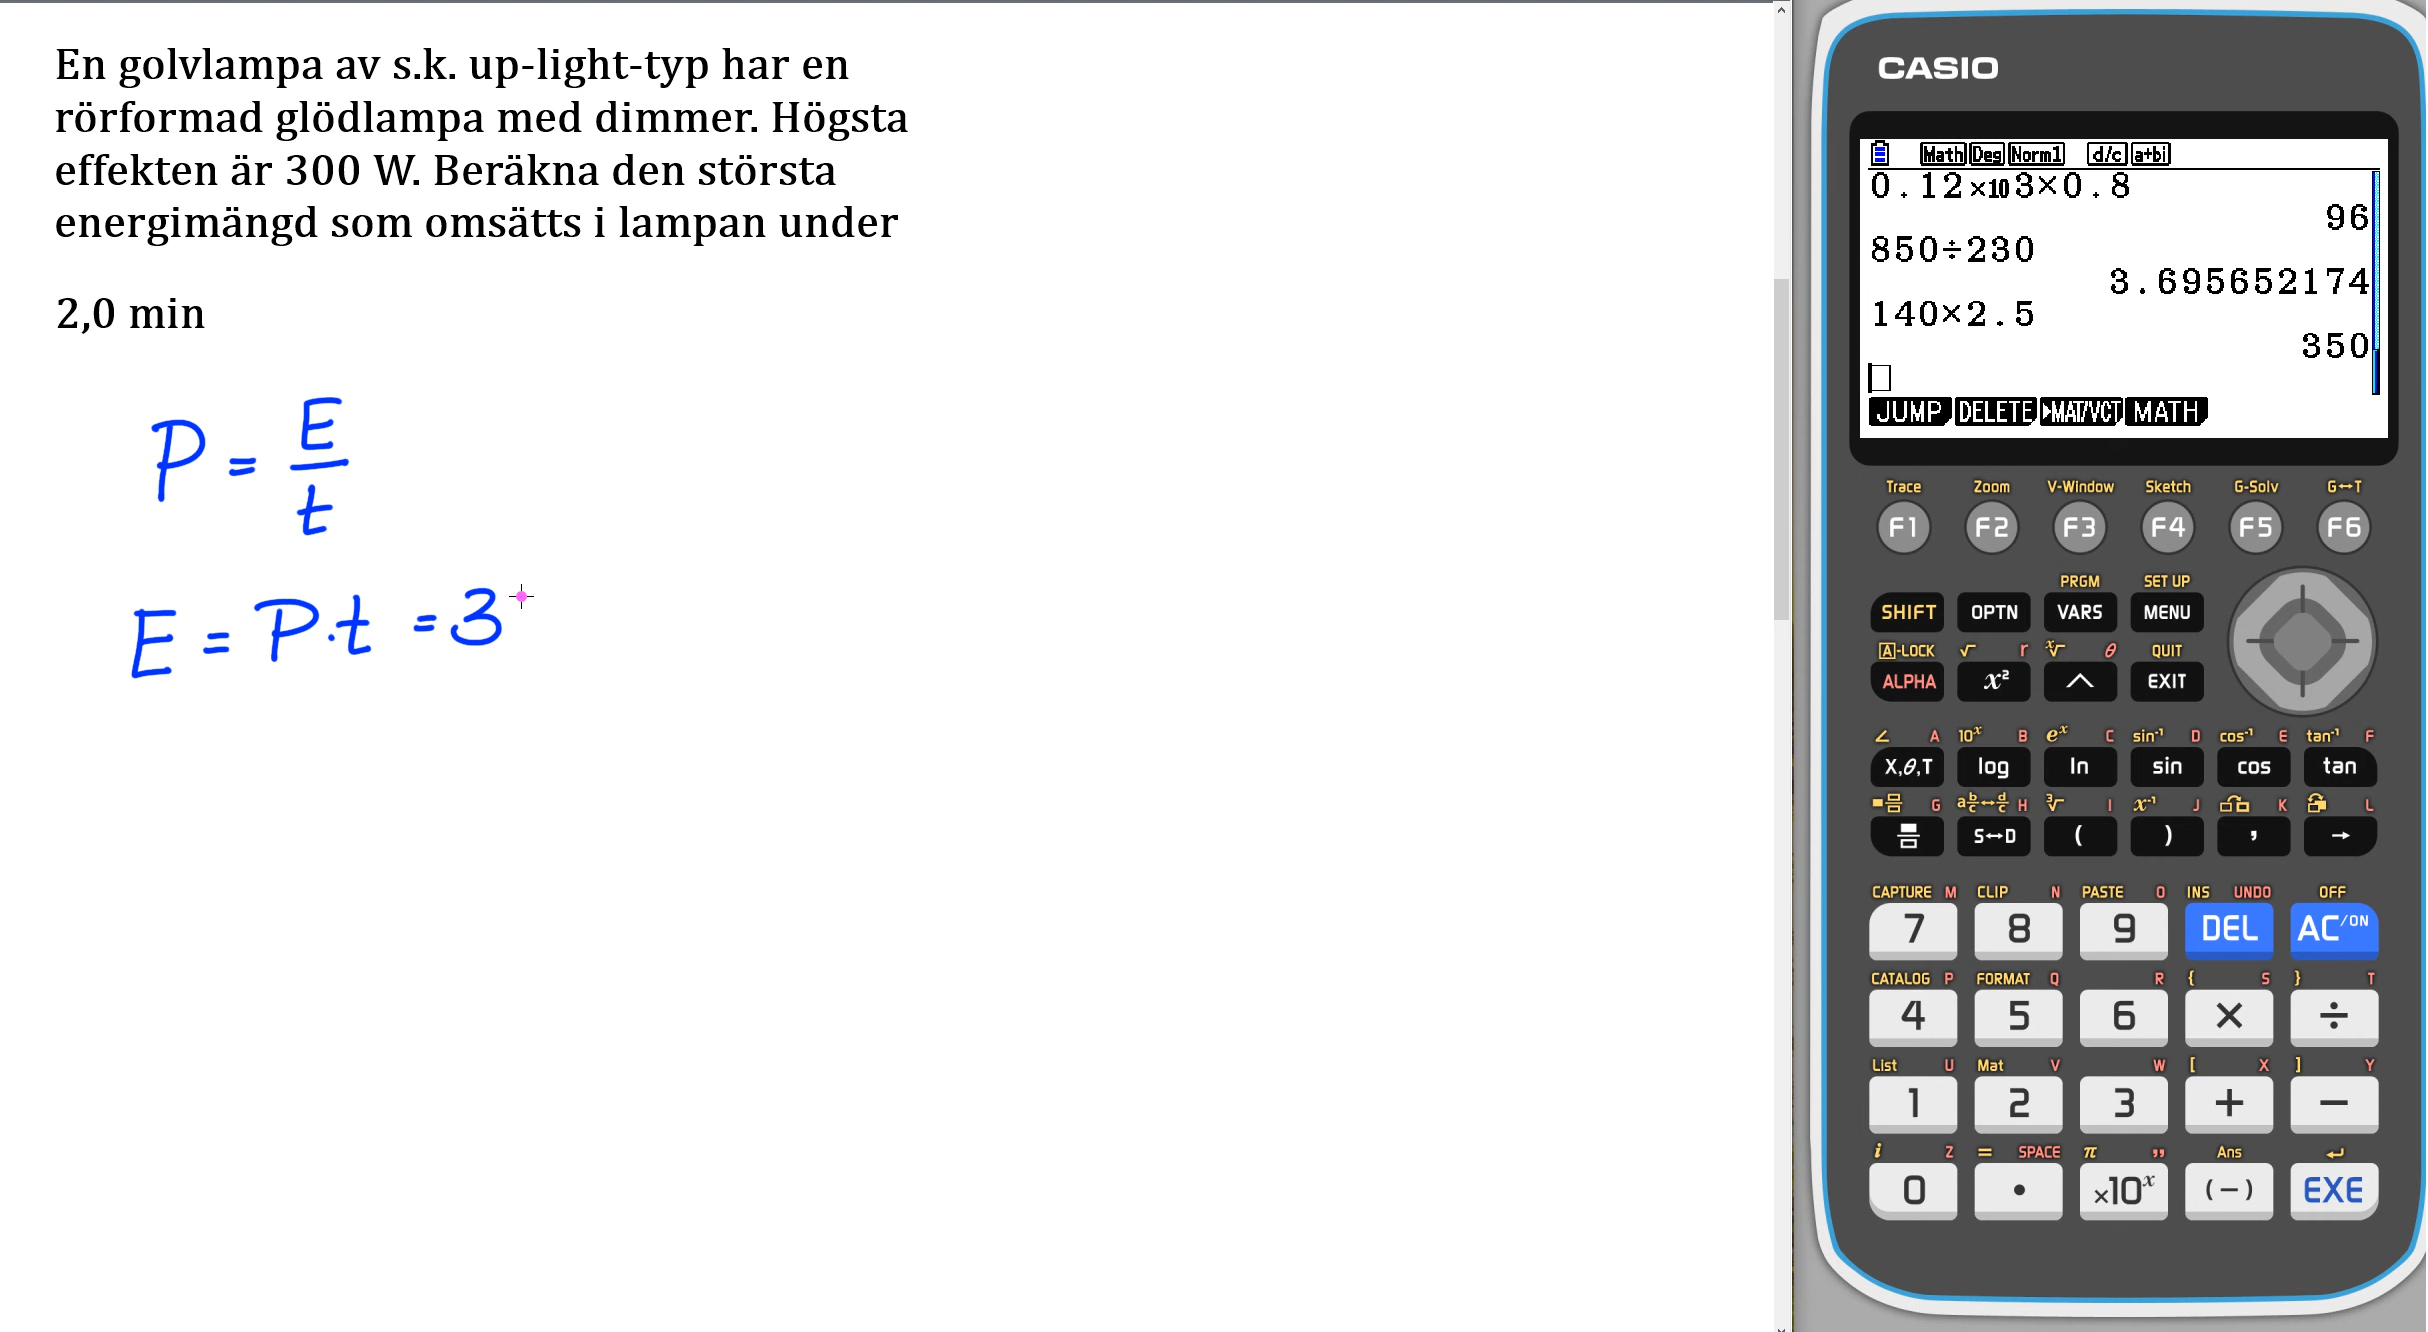 En golvlampa av s.k. up-light-typ har en
rörformad glödlampa med dimmer. Högsta
effekten är 300 W. Beräkna den största
energimängd som omsätts i lampan under
2,0 min
P = E/t
E = P·t = 3
CASIO
Math Deg Norm1 d/c a+bi
0.12×₁₀3×0.8
96
850÷230
3.695652174
140×2.5
350
JUMP DELETE ▶MAT/VCT MATH
Trace Zoom V-Window Sketch G-Solv G↔T
F1 F2 F3 F4 F5 F6
PRGM SET UP
SHIFT OPTN VARS MENU
A-LOCK √ r ˣ√ θ QUIT
ALPHA x² ^ EXIT
∠ A 10ˣ B eˣ C sin⁻¹ D cos⁻¹ E tan⁻¹ F
X,θ,T log ln sin cos tan
G a b/c↔d/c H ³√ I x⁻¹ J K L
S↔D ( ) , →
CAPTURE M CLIP N PASTE O INS UNDO OFF
7 8 9 DEL AC/ON
CATALOG P FORMAT Q R { S } T
4 5 6 × ÷
List U Mat V W [ X ] Y
1 2 3 + −
i Z = SPACE π " Ans ↵
0 • ×10ˣ (−) EXE